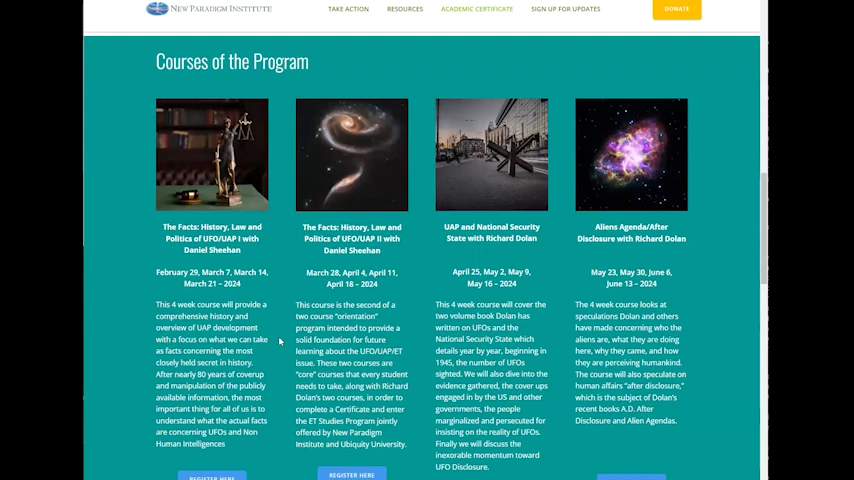 NEW PARADIGM INSTITUTE
TAKE ACTION
RESOURCES
ACADEMIC CERTIFICATE
SIGN UP FOR UPDATES
DONATE
Courses of the Program
The Facts: History, Law and
Politics of UFO/UAP I with
Daniel Sheehan
February 29, March 7, March 14,
March 21 – 2024
This 4 week course will provide a
comprehensive history and
overview of UAP development
with a focus on what we can take
as facts concerning the most
closely held secret in history.
After nearly 80 years of coverup
and manipulation of the publicly
available information, the most
important thing for all of us is to
understand what the actual facts
are concerning UFOs and Non
Human Intelligences
REGISTER HERE
The Facts: History, Law and
Politics of UFO/UAP II with
Daniel Sheehan
March 28, April 4, April 11,
April 18 – 2024
This course is the second of a
two course “orientation”
program intended to provide a
solid foundation for future
learning about the UFO/UAP/ET
issue. These two courses are
“core” courses that every student
needs to take, along with Richard
Dolan’s two courses, in order to
complete a Certificate and enter
the ET Studies Program jointly
offered by New Paradigm
Institute and Ubiquity University.
REGISTER HERE
UAP and National Security
State with Richard Dolan
April 25, May 2, May 9,
May 16 – 2024
This 4 week course will cover the
two volume book Dolan has
written on UFOs and the
National Security State which
details year by year, beginning in
1945, the number of UFOs
sighted. We will also dive into the
evidence gathered, the cover ups
engaged in by the US and other
governments, the people
marginalized and persecuted for
insisting on the reality of UFOs.
Finally we will discuss the
inexorable momentum toward
UFO Disclosure.
Aliens Agenda/After
Disclosure with Richard Dolan
May 23, May 30, June 6,
June 13 – 2024
The 4 week course looks at
speculations Dolan and others
have made concerning who the
aliens are, what they are doing
here, why they came, and how
they are perceiving humankind.
The course will also speculate on
human affairs “after disclosure,”
which is the subject of Dolan’s
recent books A.D. After
Disclosure and Alien Agendas.